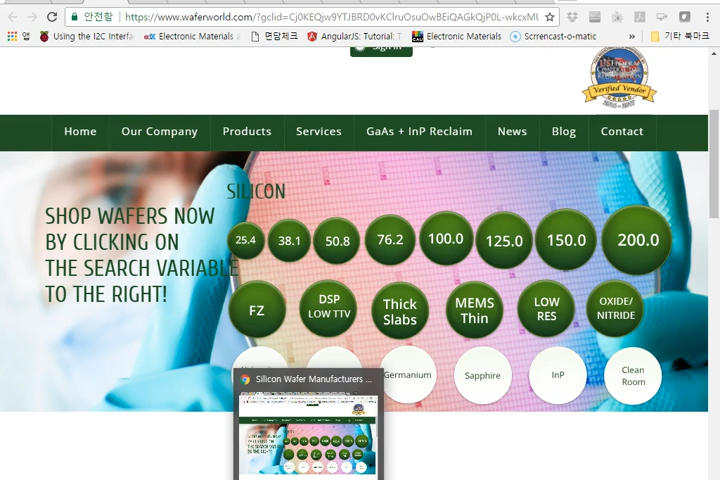 안전함 | https://www.waferworld.com/?gclid=Cj0KEQjw9YTJBRD0vKClruOsuOwBEiQAGkQjP0L-wkcxMU
앱 Using the I2C Interfa Electronic Materials a 면담체크 AngularJS: Tutorial: T Electronic Materials Scrrencast-o-matic » 기타 북마크
Sign In
Verified Vendor
Home Our Company Products Services GaAs + InP Reclaim News Blog Contact
SILICON
SHOP WAFERS NOW
BY CLICKING ON
THE SEARCH VARIABLE
TO THE RIGHT!
25.4 38.1 50.8 76.2 100.0 125.0 150.0 200.0
FZ DSP LOW TTV Thick Slabs MEMS Thin LOW RES OXIDE/ NITRIDE
Germanium Sapphire InP Clean Room
Silicon Wafer Manufacturers ...